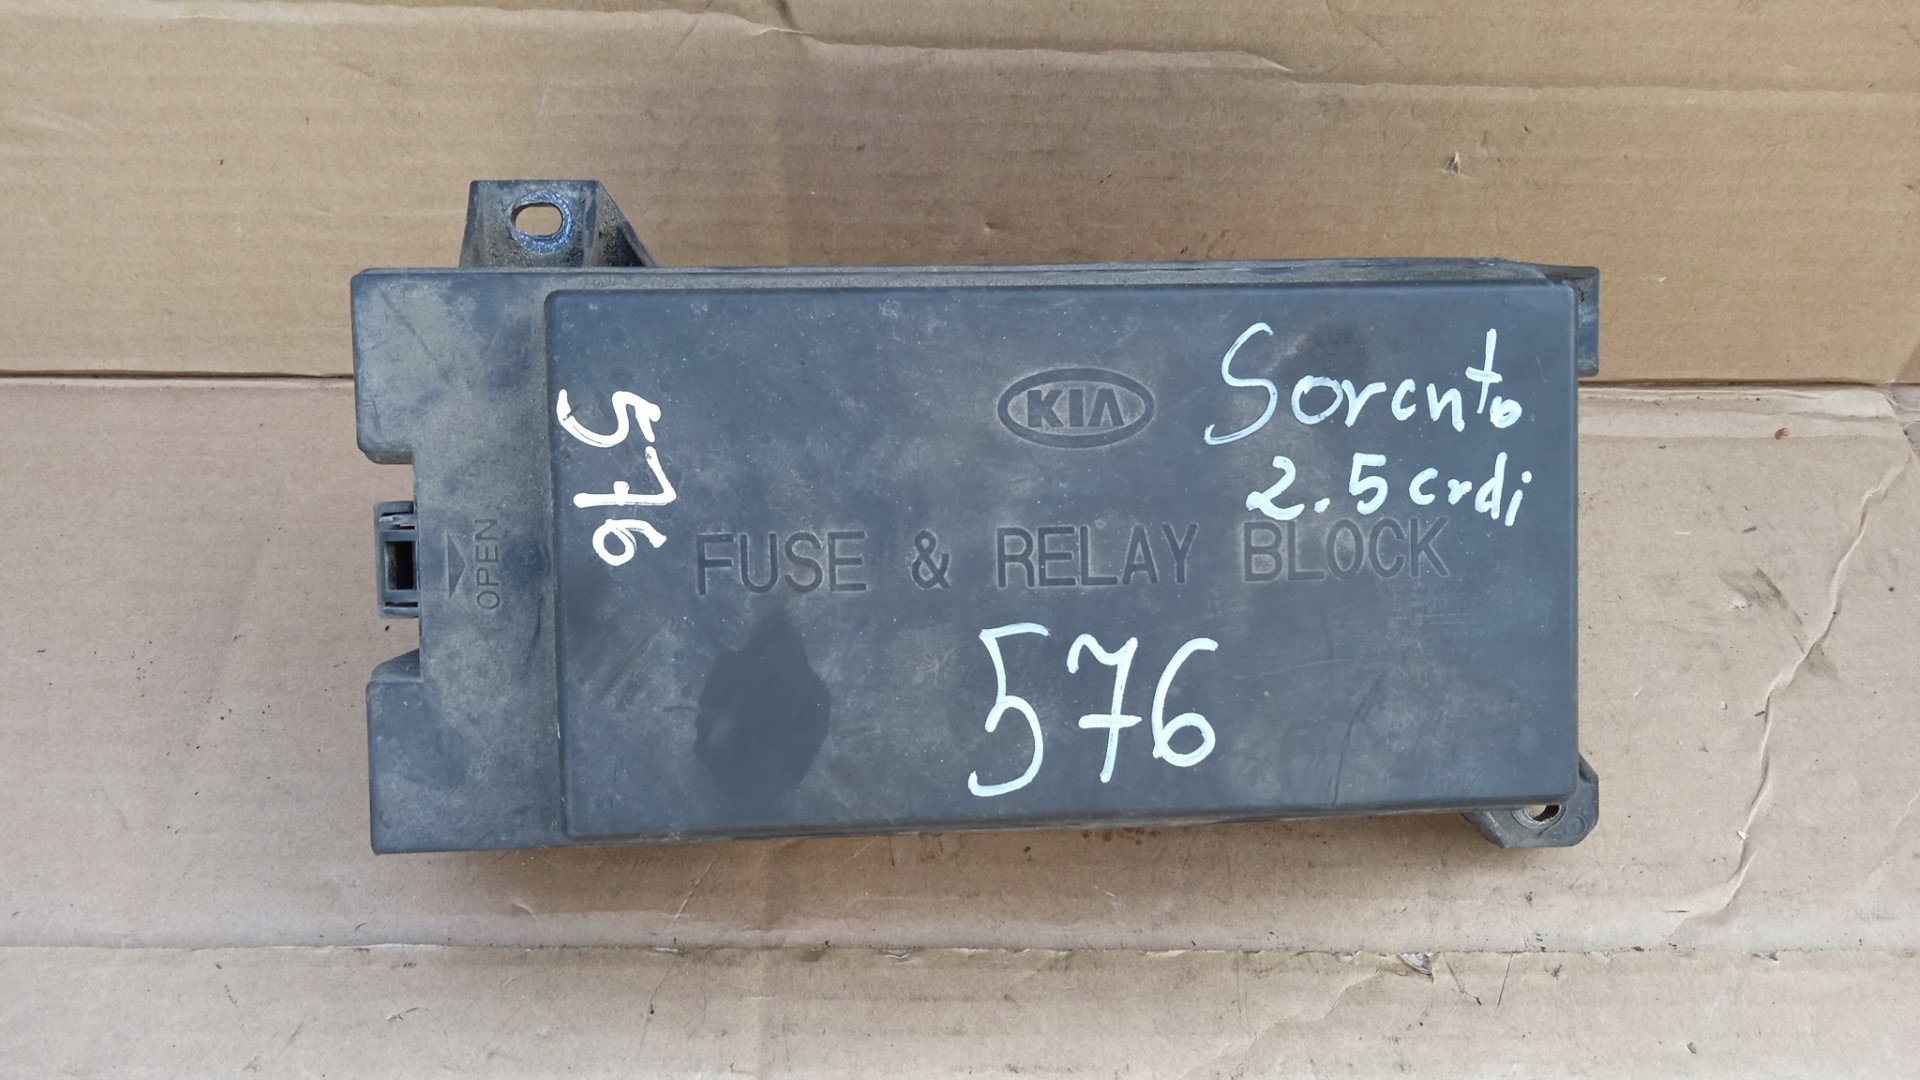 KIA
Sorento
2.5 crdi
576
OPEN
FUSE & RELAY BLOCK
576